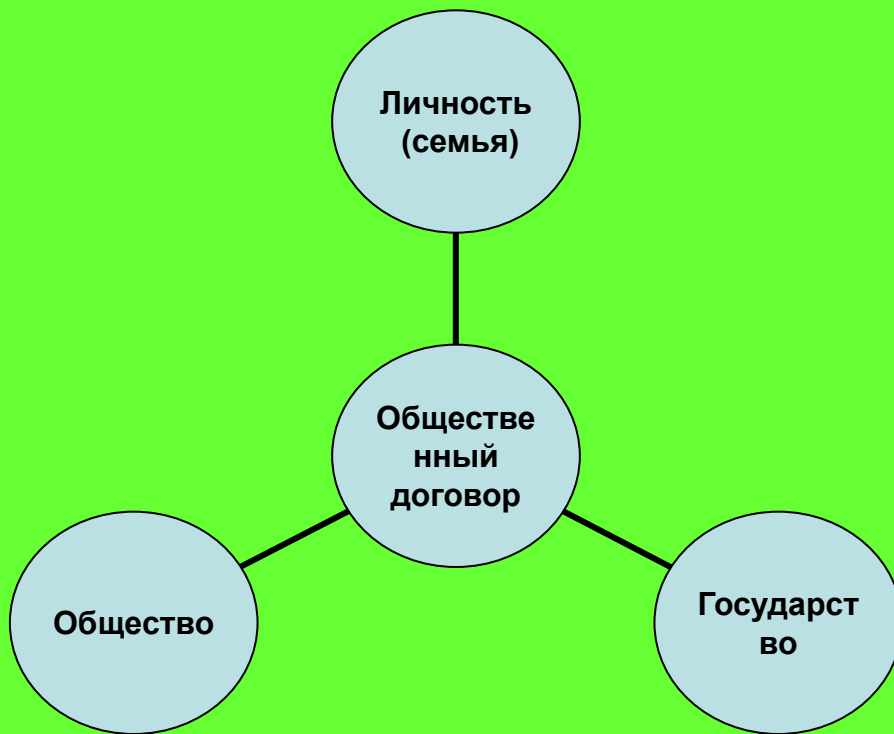 Личность
(семья)
Обществе
нный
договор
Общество
Государст
во